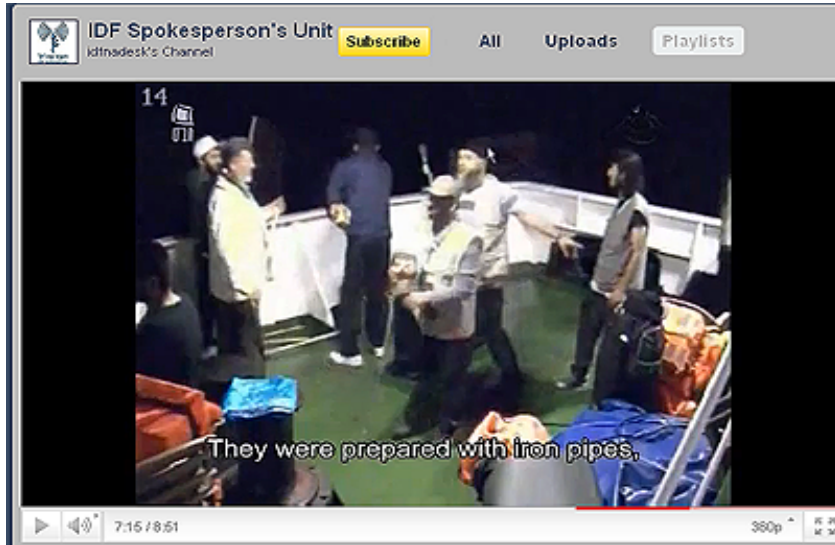 IDF Spokesperson's Unit
idfnadesk's Channel
Subscribe
All
Uploads
Playlists
14
They were prepared with iron pipes,
7:15 / 8:51
360p